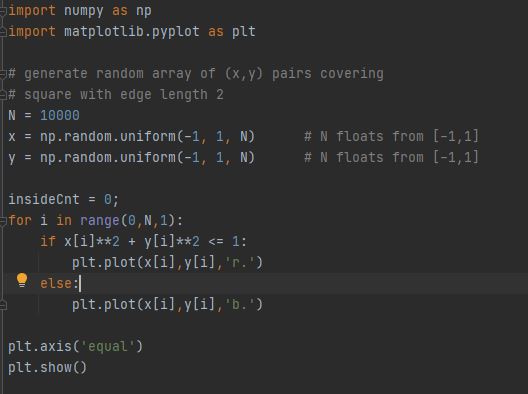 import numpy as np
import matplotlib.pyplot as plt

# generate random array of (x,y) pairs covering
# square with edge length 2
N = 10000
x = np.random.uniform(-1, 1, N)      # N floats from [-1,1]
y = np.random.uniform(-1, 1, N)      # N floats from [-1,1]

insideCnt = 0;
for i in range(0,N,1):
    if x[i]**2 + y[i]**2 <= 1:
        plt.plot(x[i],y[i],'r.')
    else:
        plt.plot(x[i],y[i],'b.')

plt.axis('equal')
plt.show()